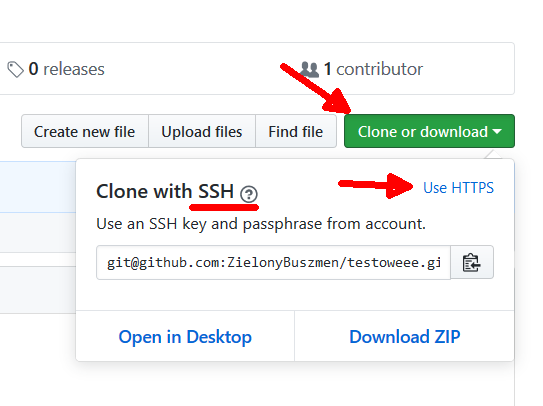 0 releases
1 contributor
Create new file
Upload files
Find file
Clone or download
Clone with SSH ?
Use HTTPS
Use an SSH key and passphrase from account.
git@github.com:ZielonyBuszmen/testoweee.gi
Open in Desktop
Download ZIP